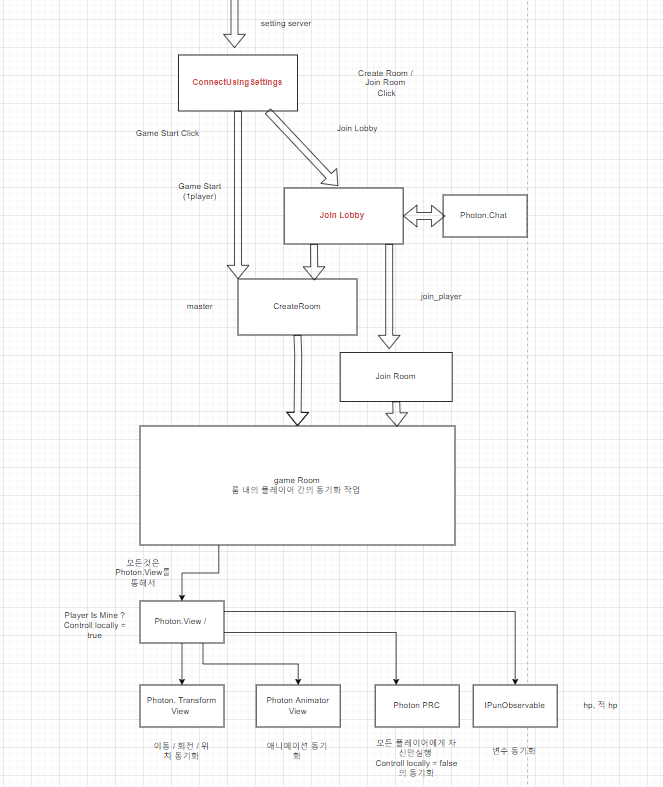 setting server
ConnectUsingSettings
Create Room /
Join Room
Click
Game Start Click
Join Lobby
Game Start
(1player)
Join Lobby
Photon.Chat
master
CreateRoom
join_player
Join Room
game Room
룸 내의 플레이어 간의 동기화 작업
모든것은
Photon.View를
통해서
Player Is Mine ?
Controll locally =
true
Photon.View /
Photon. Transform
View
Photon Animator
View
Photon PRC
IPunObservable
hp, 적 hp
이동 / 회전 / 위
치 동기화
애니메이션 동기
화
모든 플레이어에게 자
신만실행
Controll locally = false
의 동기화
변수 동기화